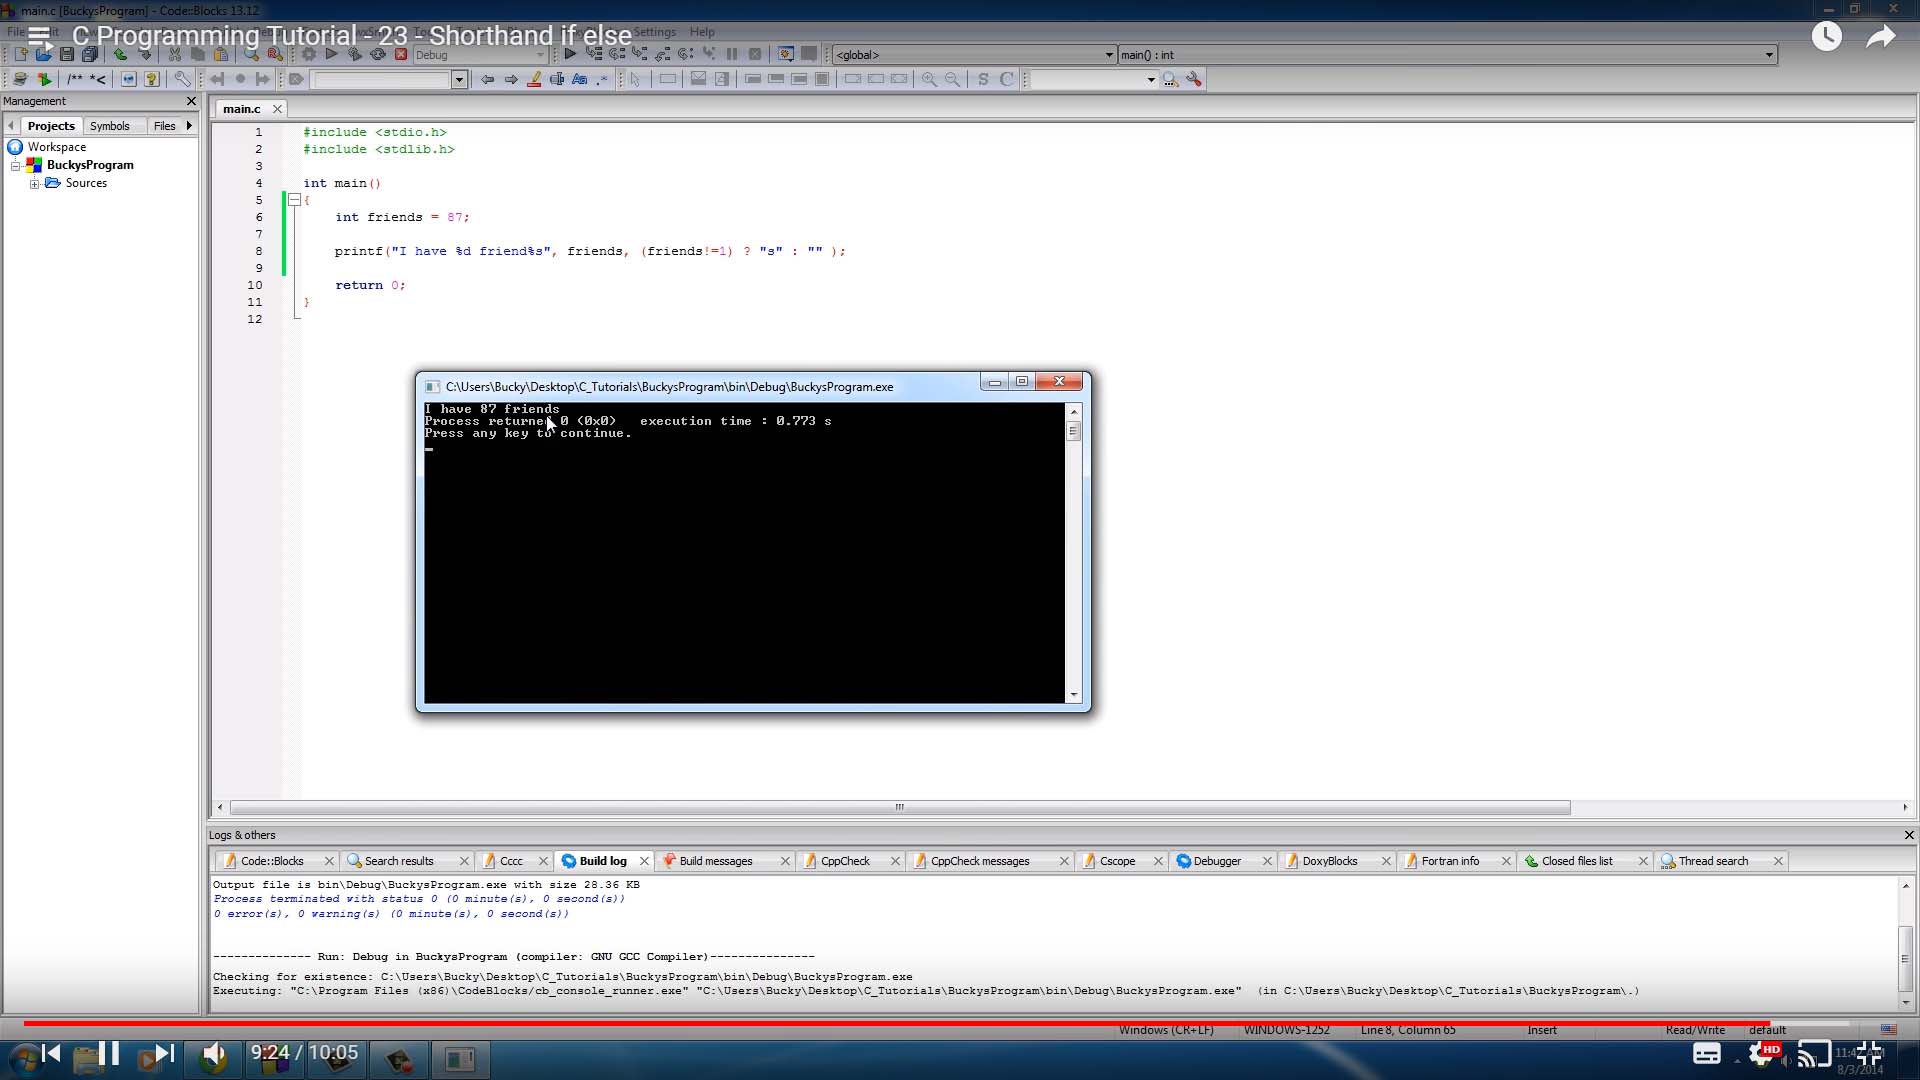 main.c [BuckysProgram] - Code::Blocks 13.12
C Programming Tutorial - 23 - Shorthand if else
File Settings Help
Debug <global> main() : int
/** *<
Management
main.c
Projects Symbols Files
Workspace
BuckysProgram
Sources
1 #include <stdio.h>
2 #include <stdlib.h>
3
4 int main()
5 {
6 int friends = 87;
7
8 printf("I have %d friend%s", friends, (friends!=1) ? "s" : "" );
9
10 return 0;
11 }
12
C:\Users\Bucky\Desktop\C_Tutorials\BuckysProgram\bin\Debug\BuckysProgram.exe
I have 87 friends
Process returned 0 (0x0) execution time : 0.773 s
Press any key to continue.
Logs & others
Code::Blocks Search results Cccc Build log Build messages CppCheck CppCheck messages Cscope Debugger DoxyBlocks Fortran info Closed files list Thread search
Output file is bin\Debug\BuckysProgram.exe with size 28.36 KB
Process terminated with status 0 (0 minute(s), 0 second(s))
0 error(s), 0 warning(s) (0 minute(s), 0 second(s))
-------------- Run: Debug in BuckysProgram (compiler: GNU GCC Compiler)---------------
Checking for existence: C:\Users\Bucky\Desktop\C_Tutorials\BuckysProgram\bin\Debug\BuckysProgram.exe
Executing: "C:\Program Files (x86)\CodeBlocks/cb_console_runner.exe" "C:\Users\Bucky\Desktop\C_Tutorials\BuckysProgram\bin\Debug\BuckysProgram.exe" (in C:\Users\Bucky\Desktop\C_Tutorials\BuckysProgram\.)
Windows (CR+LF) WINDOWS-1252 Line 8, Column 65 Insert Read/Write default
9:24 / 10:05
HD
8/3/2014